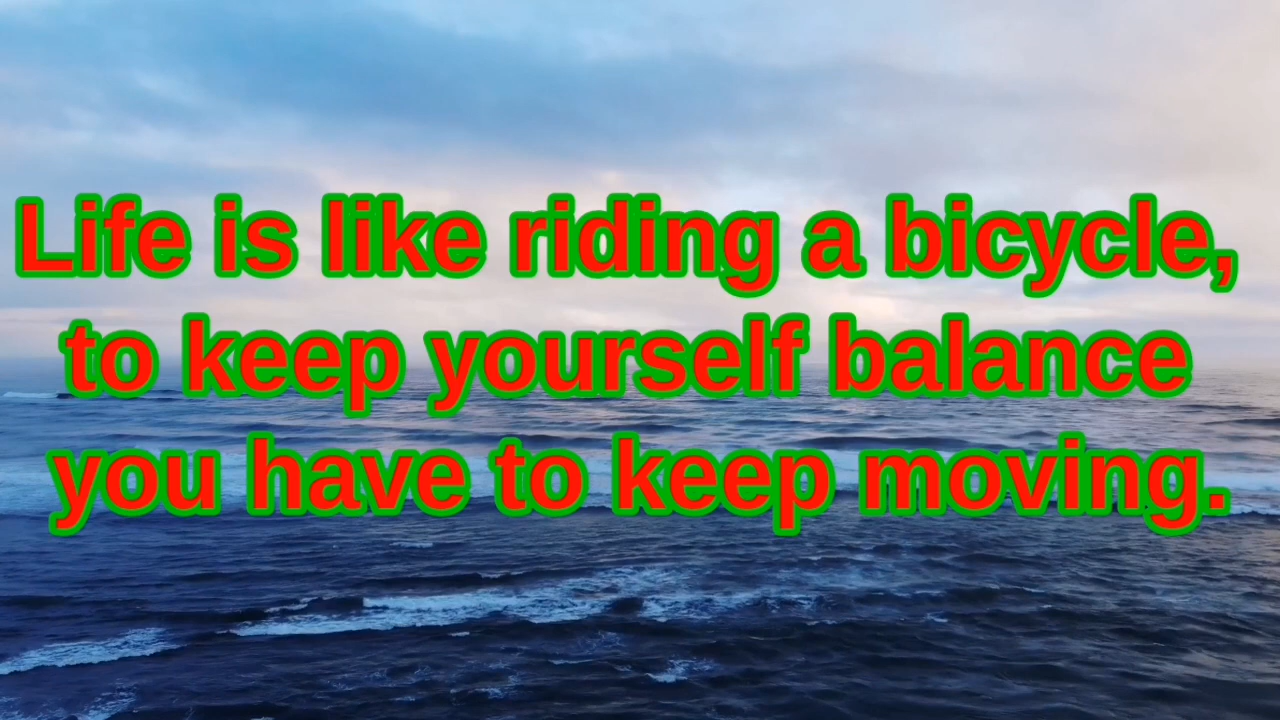 Life is like riding a bicycle,
to keep yourself balance
you have to keep moving.